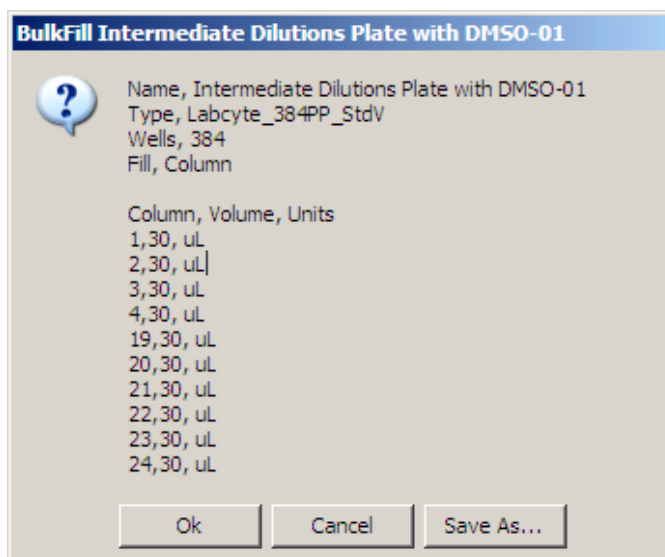 BulkFill Intermediate Dilutions Plate with DMSO-01
Name, Intermediate Dilutions Plate with DMSO-01
Type, Labcyte_384PP_StdV
Wells, 384
Fill, Column
Column, Volume, Units
1,30, uL
2,30, uL
3,30, uL
4,30, uL
19,30, uL
20,30, uL
21,30, uL
22,30, uL
23,30, uL
24,30, uL
Ok Cancel Save As...